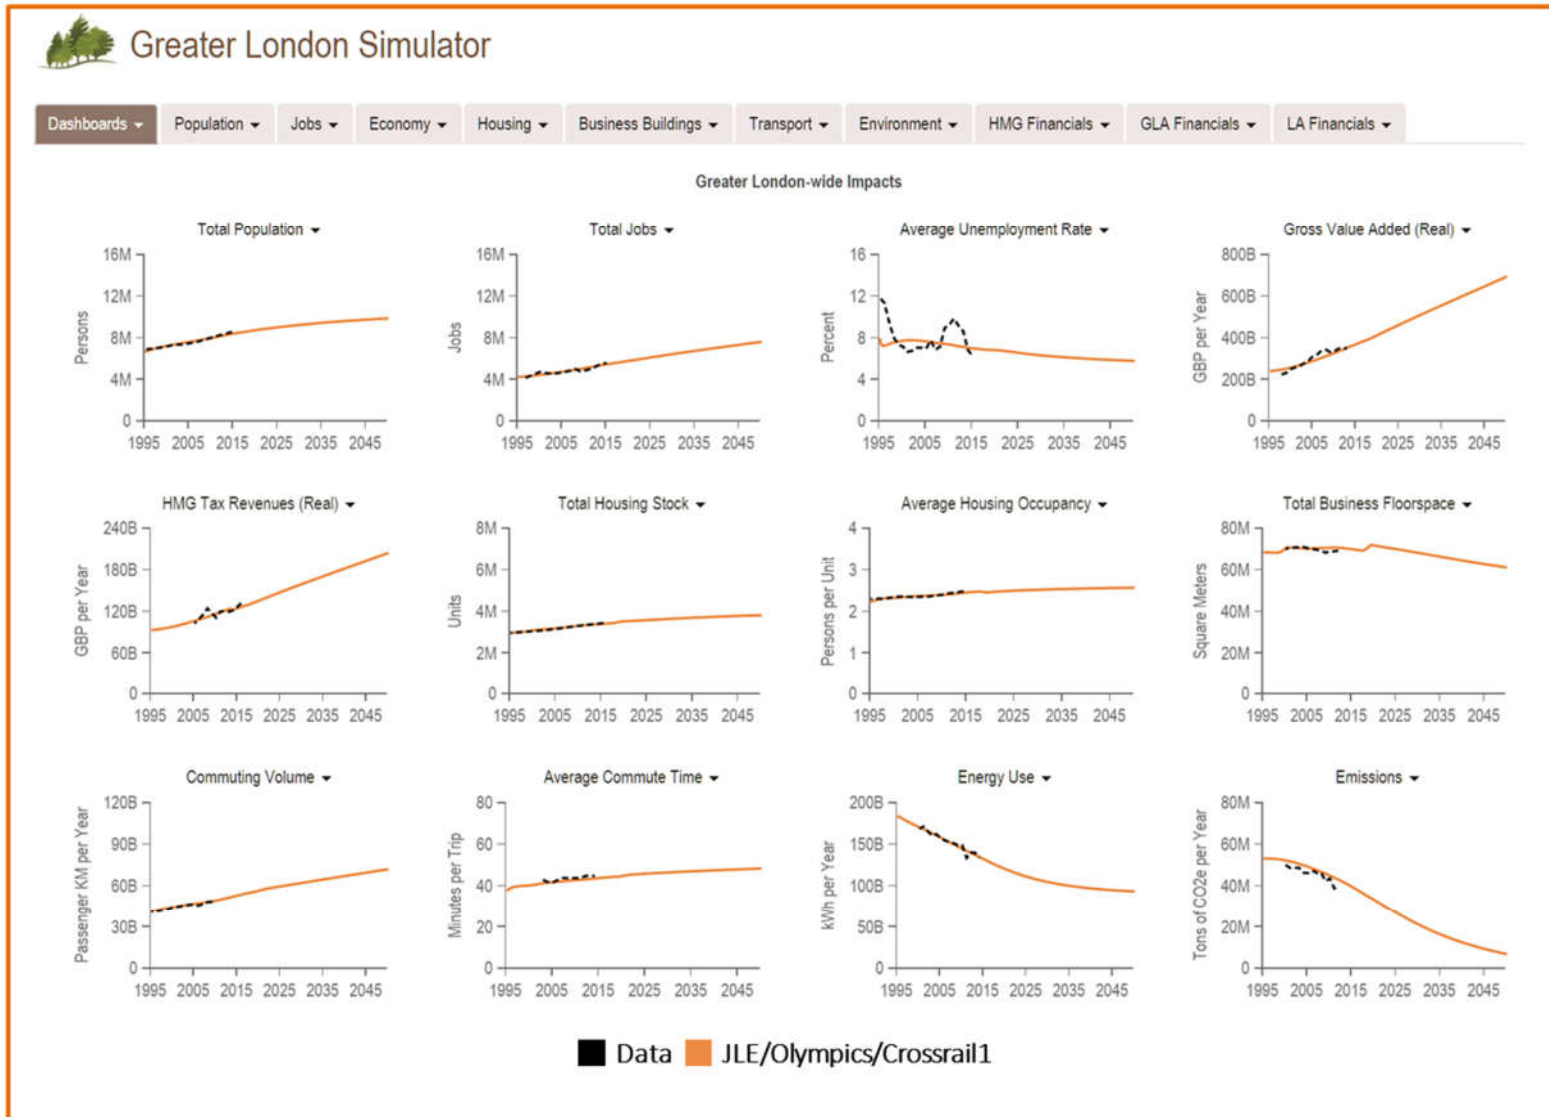 Greater London Simulator
Dashboards Population Jobs Economy Housing Business Buildings Transport Environment HMG Financials GLA Financials LA Financials
Greater London-wide Impacts
Total Population
16M
12M
8M
4M
0
Persons
1995 2005 2015 2025 2035 2045
Total Jobs
16M
12M
8M
4M
0
Jobs
1995 2005 2015 2025 2035 2045
Average Unemployment Rate
16
12
8
4
0
Percent
1995 2005 2015 2025 2035 2045
Gross Value Added (Real)
800B
600B
400B
200B
0
GBP per Year
1995 2005 2015 2025 2035 2045
HMG Tax Revenues (Real)
240B
180B
120B
60B
0
GBP per Year
1995 2005 2015 2025 2035 2045
Total Housing Stock
8M
6M
4M
2M
0
Units
1995 2005 2015 2025 2035 2045
Average Housing Occupancy
4
3
2
1
0
Persons per Unit
1995 2005 2015 2025 2035 2045
Total Business Floorspace
80M
60M
40M
20M
0
Square Meters
1995 2005 2015 2025 2035 2045
Commuting Volume
120B
90B
60B
30B
0
Passenger KM per Year
1995 2005 2015 2025 2035 2045
Average Commute Time
80
60
40
20
0
Minutes per Trip
1995 2005 2015 2025 2035 2045
Energy Use
200B
150B
100B
50B
0
kWh per Year
1995 2005 2015 2025 2035 2045
Emissions
80M
60M
40M
20M
0
Tons of CO2e per Year
1995 2005 2015 2025 2035 2045
Data JLE/Olympics/Crossrail1